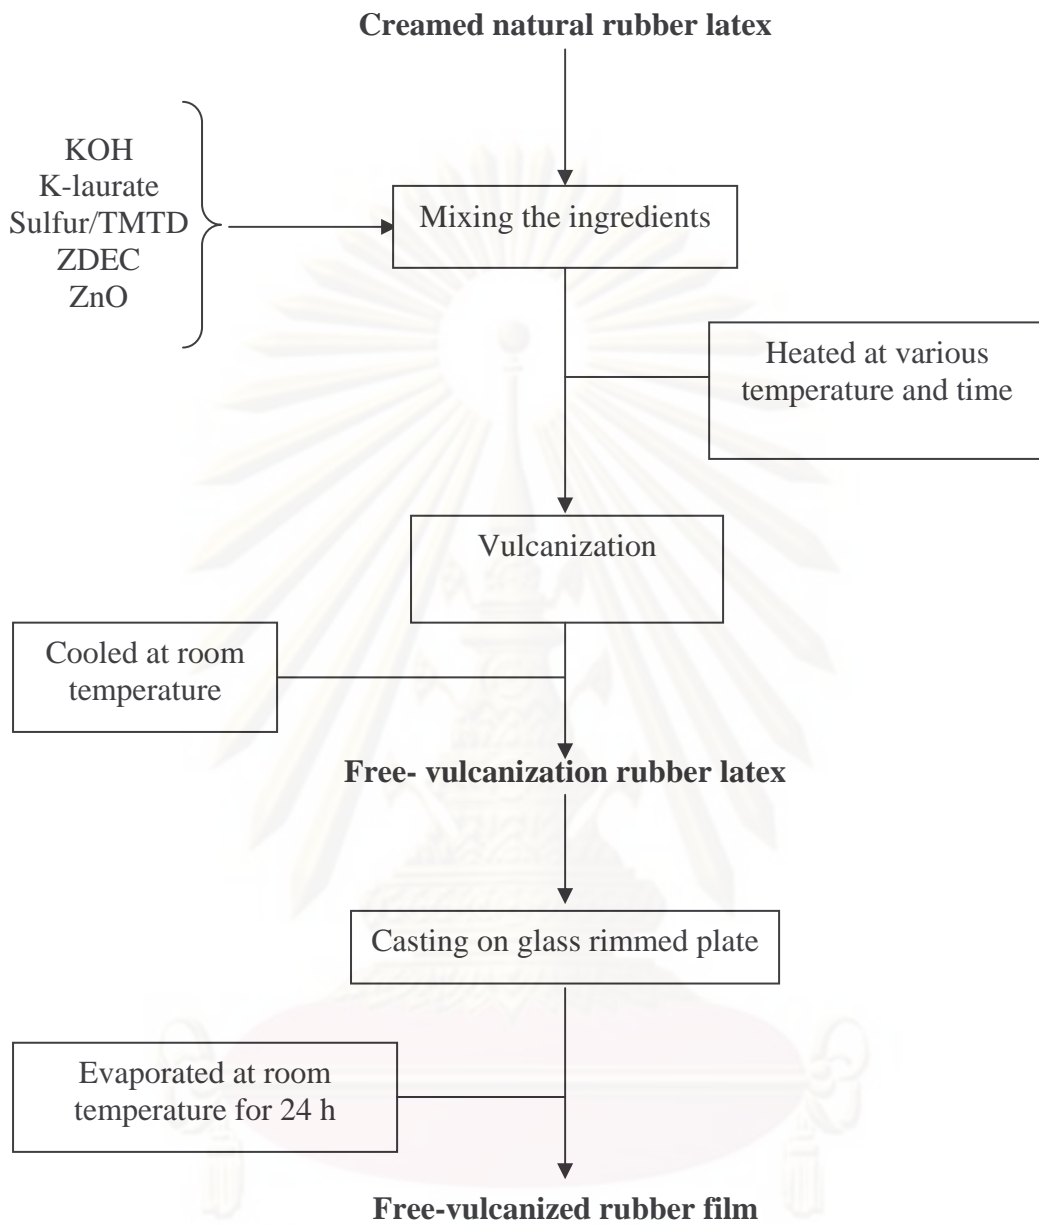 Creamed natural rubber latex
KOH
K-laurate
Sulfur/TMTD
ZDEC
ZnO
Mixing the ingredients
Heated at various
temperature and time
Vulcanization
Cooled at room
temperature
Free- vulcanization rubber latex
Casting on glass rimmed plate
Evaporated at room
temperature for 24 h
Free-vulcanized rubber film